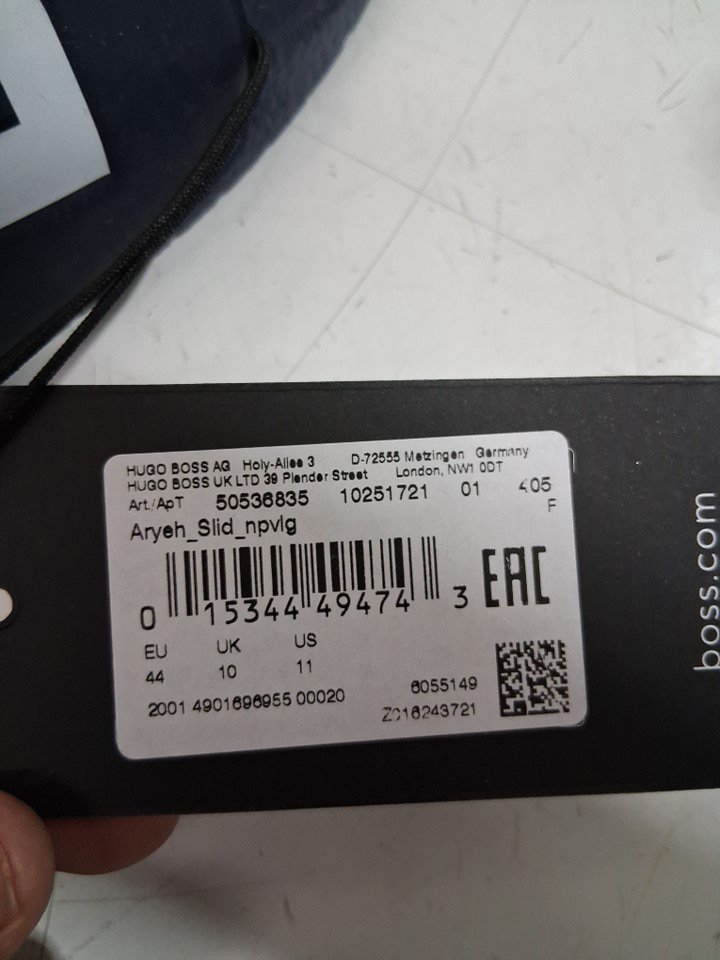 HUGO BOSS AG Holy-Allee 3 D-72555 Metzingen Germany
HUGO BOSS UK LTD 39 Plender Street London, NW1 0DT
Art./ApT 50536835 10251721 01 405
F
Aryeh_Slid_npvlg
0 15344 49474 3
EAC
EU UK US
44 10 11
2001 4901696955 00020
6055149
Z016243721
boss.com